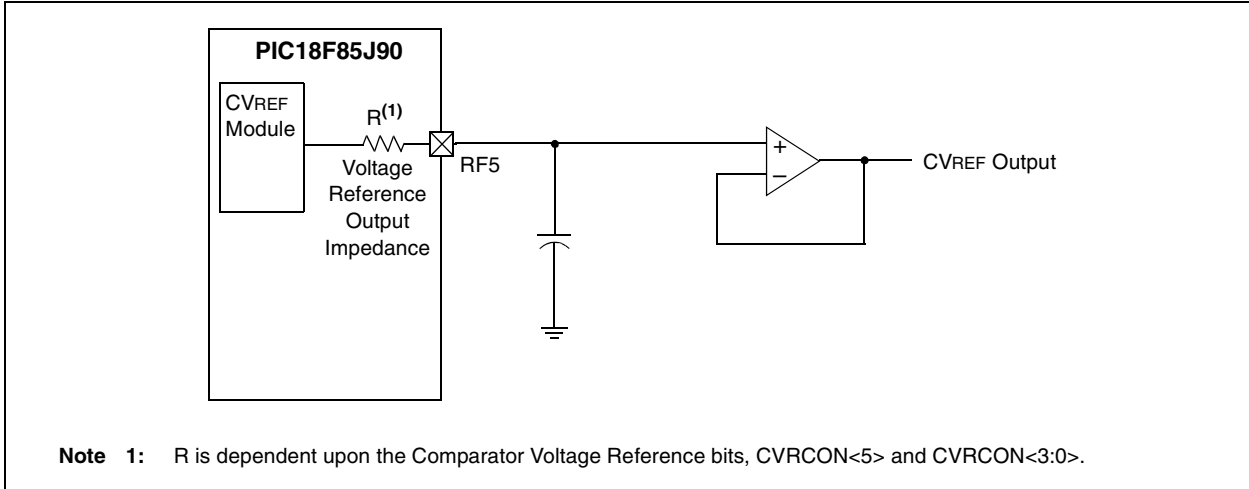 PIC18F85J90
CVREF
Module
R(1)
Voltage
Reference
Output
Impedance
RF5
+
–
CVREF Output
Note 1: R is dependent upon the Comparator Voltage Reference bits, CVRCON<5> and CVRCON<3:0>.